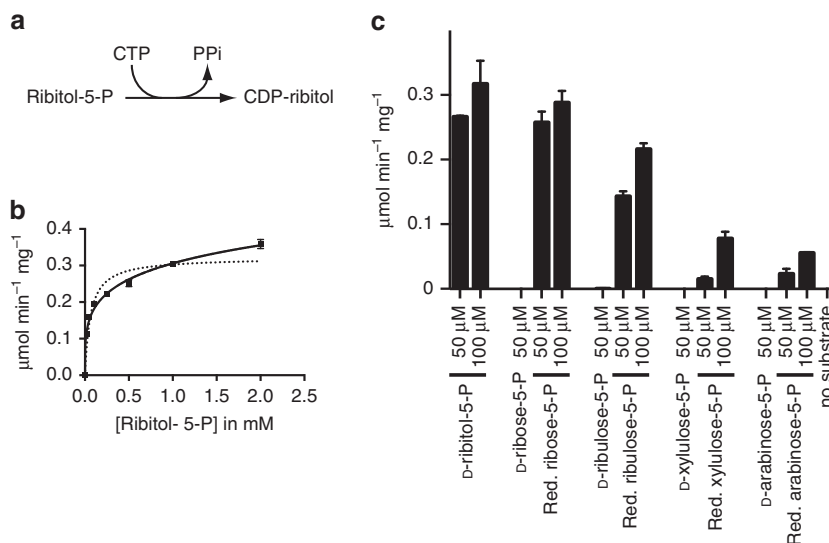 a
CTP PPi
Ribitol-5-P CDP-ribitol
b
μmol min⁻¹ mg⁻¹
0.4
0.3
0.2
0.1
0.0
0.0 0.5 1.0 1.5 2.0 2.5
[Ribitol- 5-P] in mM
c
μmol min⁻¹ mg⁻¹
0.3
0.2
0.1
0
50 μM
100 μM
50 μM
50 μM
100 μM
50 μM
50 μM
100 μM
50 μM
50 μM
100 μM
50 μM
50 μM
100 μM
no substrate
D-ribitol-5-P
D-ribose-5-P
Red. ribose-5-P
D-ribulose-5-P
Red. ribulose-5-P
D-xylulose-5-P
Red. xylulose-5-P
D-arabinose-5-P
Red. arabinose-5-P